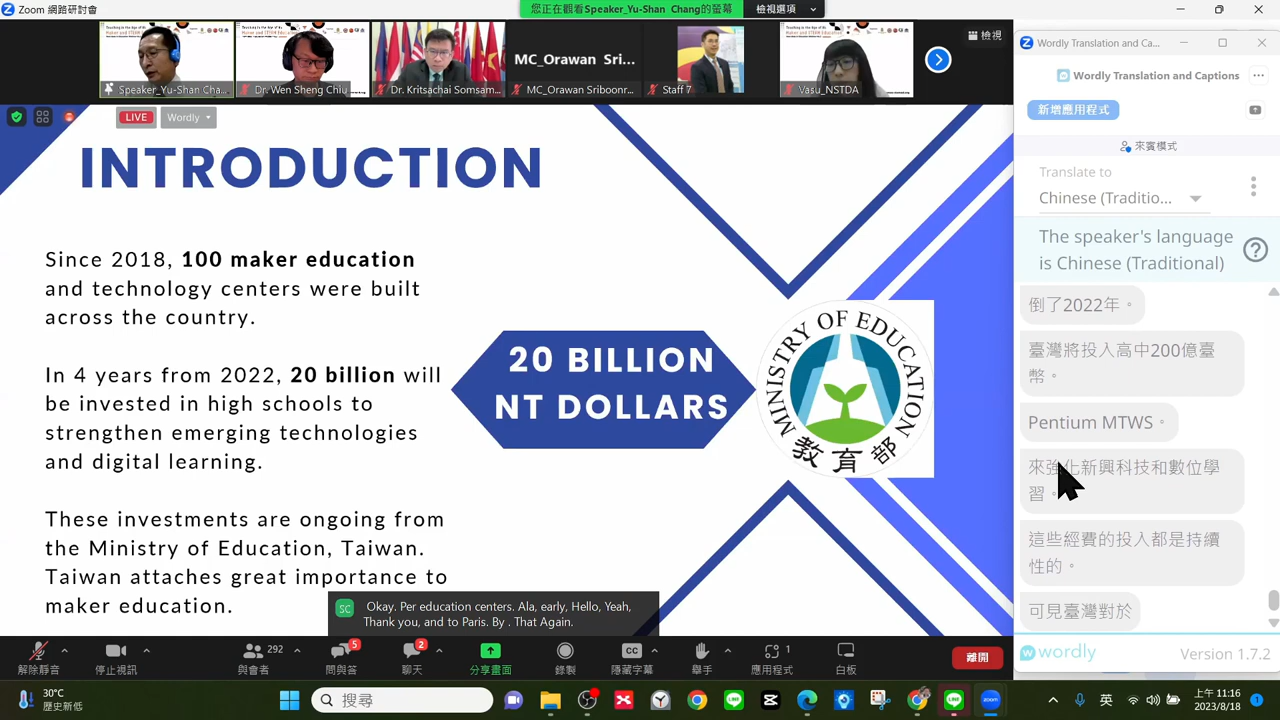 Zoom 網路研討會
您正在觀看Speaker_Yu-Shan Chang的螢幕
檢視選項
Speaker_Yu-Shan Cha...
Dr. Wen Sheng Chiu
Dr. Kritsachai Somsam...
MC_Orawan Sri...
MC_Orawan Sriboonr...
Staff 7
Vasu_NSTDA
檢視
LIVE
Wordly
INTRODUCTION
Since 2018, 100 maker education
and technology centers were built
across the country.
In 4 years from 2022, 20 billion will
be invested in high schools to
strengthen emerging technologies
and digital learning.
These investments are ongoing from
the Ministry of Education, Taiwan.
Taiwan attaches great importance to
maker education.
20 BILLION
NT DOLLARS
MINISTRY OF EDUCATION
教育部
SC
Okay. Per education centers. Ala, early, Hello, Yeah,
Thank you, and to Paris. By . That Again.
Wordly Translation and Ca...
Wordly Translation and Captions
新增應用程式
來賓模式
Translate to
Chinese (Traditio...
The speaker's language
is Chinese (Traditional)
倒了2022年。
臺灣將投入高中200億臺
幣。
Pentium MTWS。
來強化新興科技和數位學
習。
這些經費的投入都是持續
性的。
可見臺灣對於
wordly
Version 1.7.2
解除靜音
停止視訊
292
與會者
5
問與答
2
聊天
分享畫面
錄製
CC
隱藏字幕
舉手
1
應用程式
白板
離開
30°C
歷史新低
搜尋
英
上午 11:16
2023/8/18
1